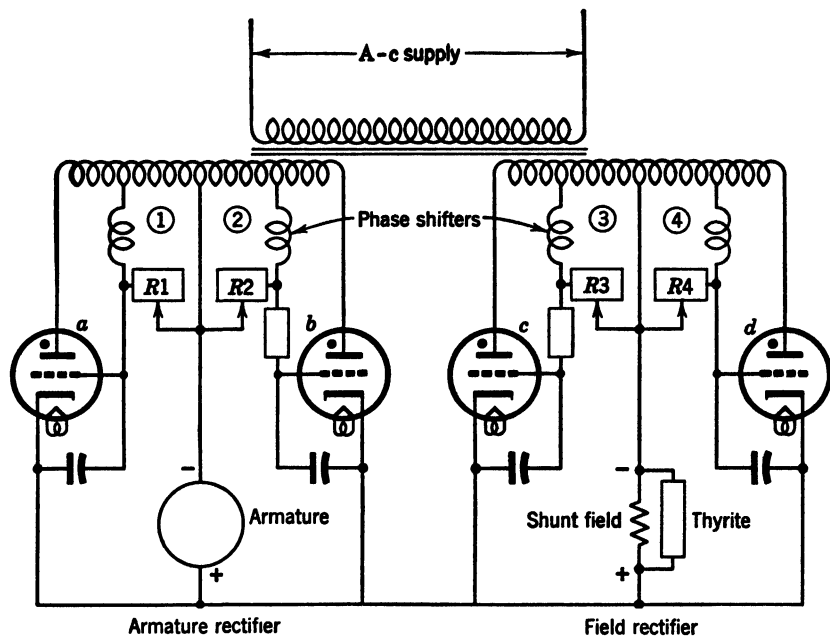 A-c supply
① ② Phase shifters ③ ④
R1 R2 R3 R4
a b c d
- -
Armature Shunt field Thyrite
+ +
Armature rectifier Field rectifier